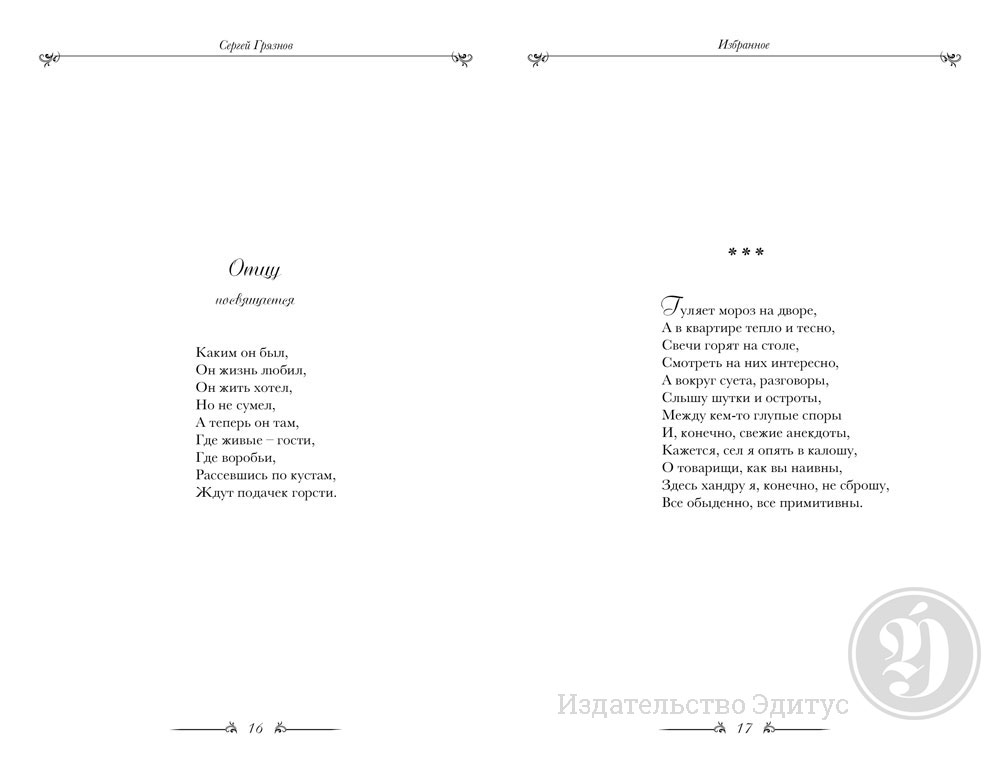 Сергей Грязнов
Отцу
посвящается
Каким он был,
Он жизнь любил,
Он жить хотел,
Но не сумел,
А теперь он там,
Где живые – гости,
Где воробьи,
Рассевшись по кустам,
Ждут подачек горсти.
16
Избранное
* * *
Гуляет мороз на дворе,
А в квартире тепло и тесно,
Свечи горят на столе,
Смотреть на них интересно,
А вокруг суета, разговоры,
Слышу шутки и остроты,
Между кем-то глупые споры
И, конечно, свежие анекдоты,
Кажется, сел я опять в калошу,
О товарищи, как вы наивны,
Здесь хандру я, конечно, не сброшу,
Все обыденно, все примитивны.
Издательство Эдитус
17